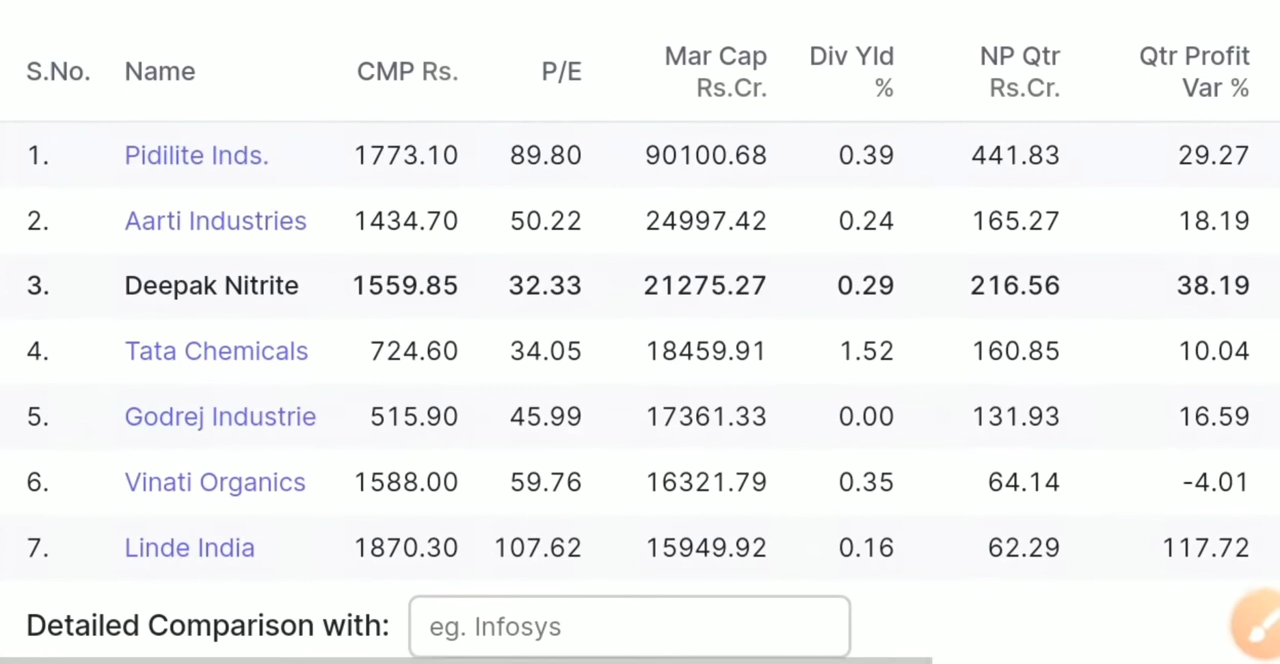 S.No. Name CMP Rs. P/E Mar Cap Rs.Cr. Div Yld % NP Qtr Rs.Cr. Qtr Profit Var %
1. Pidilite Inds. 1773.10 89.80 90100.68 0.39 441.83 29.27
2. Aarti Industries 1434.70 50.22 24997.42 0.24 165.27 18.19
3. Deepak Nitrite 1559.85 32.33 21275.27 0.29 216.56 38.19
4. Tata Chemicals 724.60 34.05 18459.91 1.52 160.85 10.04
5. Godrej Industrie 515.90 45.99 17361.33 0.00 131.93 16.59
6. Vinati Organics 1588.00 59.76 16321.79 0.35 64.14 -4.01
7. Linde India 1870.30 107.62 15949.92 0.16 62.29 117.72
Detailed Comparison with: eg. Infosys